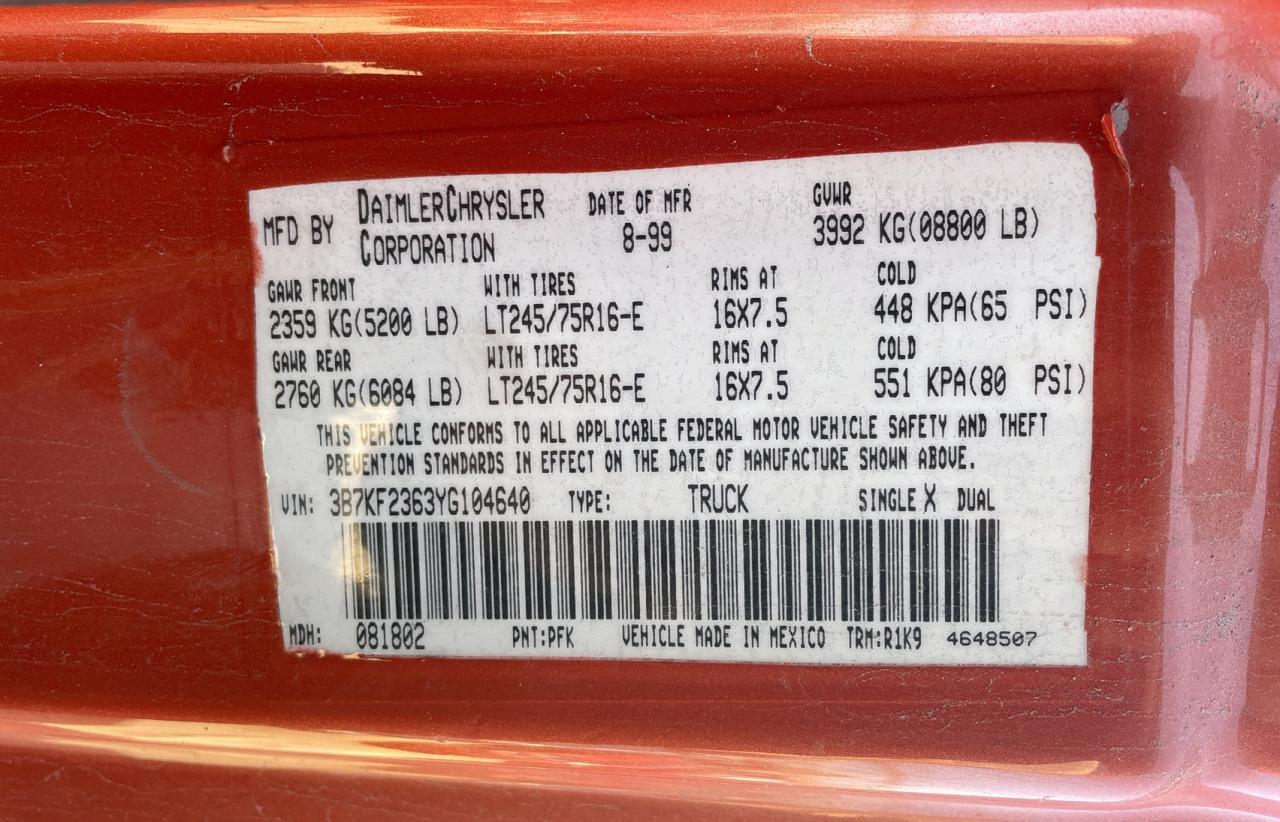 MFD BY DAIMLERCHRYSLER CORPORATION DATE OF MFR 8-99 GVWR 3992 KG(08800 LB)
GAWR FRONT WITH TIRES RIMS AT COLD
2359 KG(5200 LB) LT245/75R16-E 16X7.5 448 KPA(65 PSI)
GAWR REAR WITH TIRES RIMS AT COLD
2760 KG(6084 LB) LT245/75R16-E 16X7.5 551 KPA(80 PSI)
THIS VEHICLE CONFORMS TO ALL APPLICABLE FEDERAL MOTOR VEHICLE SAFETY AND THEFT
PREVENTION STANDARDS IN EFFECT ON THE DATE OF MANUFACTURE SHOWN ABOVE.
VIN: 3B7KF2363YG104640 TYPE: TRUCK SINGLE X DUAL
MDH: 081802 PNT:PFK VEHICLE MADE IN MEXICO TRM:R1K9 4648507